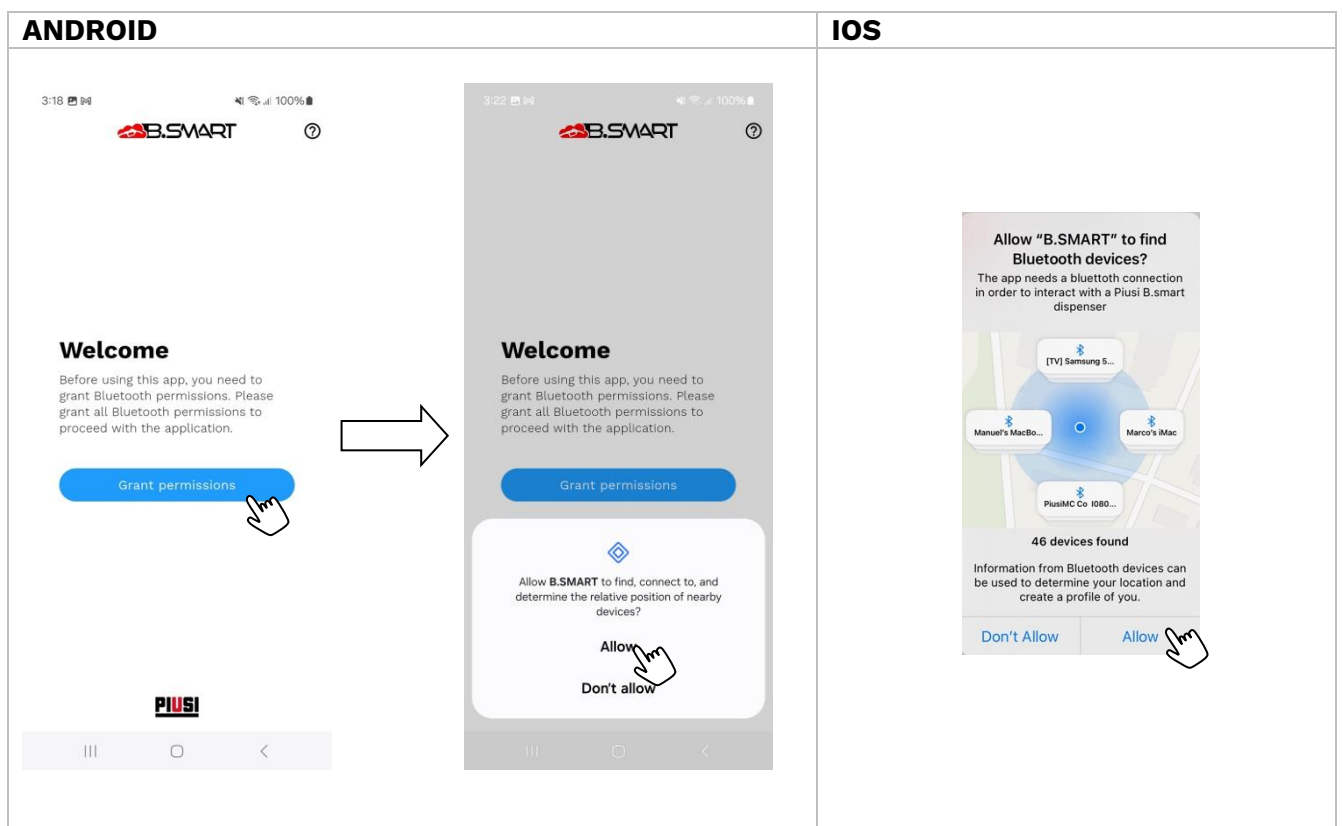 ANDROID
IOS
3:18
100%
B.SMART
Welcome
Before using this app, you need to
grant Bluetooth permissions. Please
grant all Bluetooth permissions to
proceed with the application.
Grant permissions
PIUSI
3:22
100%
B.SMART
Welcome
Before using this app, you need to
grant Bluetooth permissions. Please
grant all Bluetooth permissions to
proceed with the application.
Grant permissions
Allow B.SMART to find, connect to, and
determine the relative position of nearby
devices?
Allow
Don't allow
Allow “B.SMART” to find
Bluetooth devices?
The app needs a bluettoth connection
in order to interact with a Piusi B.smart
dispenser
[TV] Samsung 5...
Manuel's MacBo...
Marco's iMac
PiusiMC Co I080...
46 devices found
Information from Bluetooth devices can
be used to determine your location and
create a profile of you.
Don't Allow
Allow